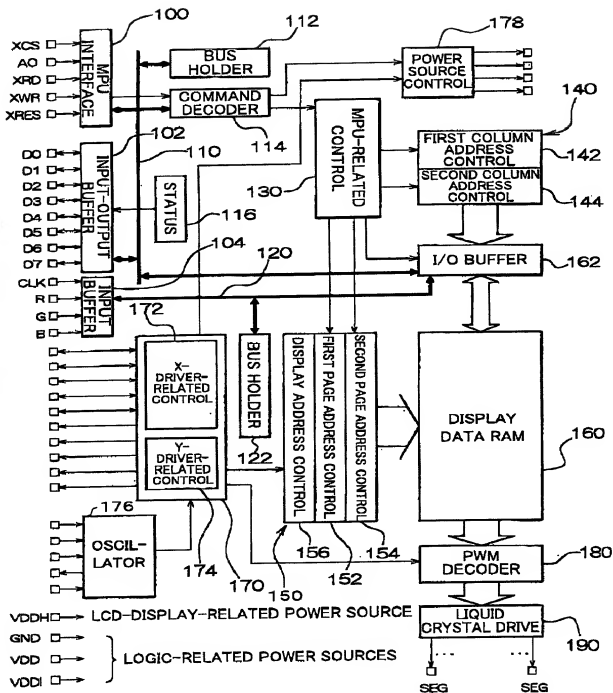 XCS
AO
XRD
XWR
XRES
MPU INTERFACE
100
112
BUS HOLDER
COMMAND DECODER
114
178
POWER SOURCE CONTROL
102
110
D0
D1
D2
D3
D4
D5
D6
D7
INPUT-OUTPUT BUFFER
STATUS
116
MPU-RELATED CONTROL
130
140
FIRST COLUMN ADDRESS CONTROL
142
SECOND COLUMN ADDRESS CONTROL
144
104
CLK
R
G
B
INPUT BUFFER
120
I/O BUFFER
162
172
X-DRIVER-RELATED CONTROL
Y-DRIVER-RELATED CONTROL
174
170
BUS HOLDER
122
DISPLAY ADDRESS CONTROL
FIRST PAGE ADDRESS CONTROL
SECOND PAGE ADDRESS CONTROL
150
156
152
154
DISPLAY DATA RAM
160
176
OSCIL-LATOR
PWM DECODER
180
LIQUID CRYSTAL DRIVE
190
SEG
SEG
VDDH
LCD-DISPLAY-RELATED POWER SOURCE
GND
VDD
VDDI
LOGIC-RELATED POWER SOURCES